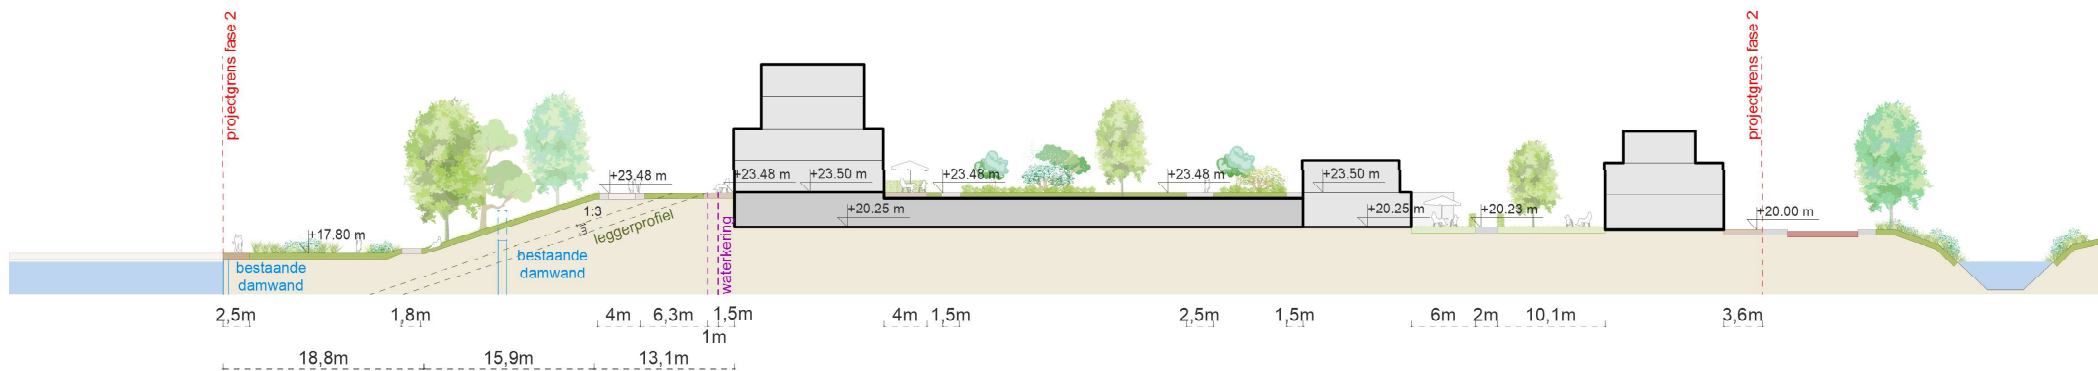 projectgrens fase 2
projectgrens fase 2
+23.48 m
+23.48 m
+23.50 m
+23.48 m
+23.48 m
+23.50 m
+17.80 m
1:3
leggerprofiel
+20.25 m
+20.25 m
+20.23 m
+20.00 m
waterkering
bestaande
damwand
bestaande
damwand
2,5m
1,8m
4m
6,3m
1,5m
1m
4m
1,5m
2,5m
1,5m
6m
2m
10,1m
3,6m
18,8m
15,9m
13,1m